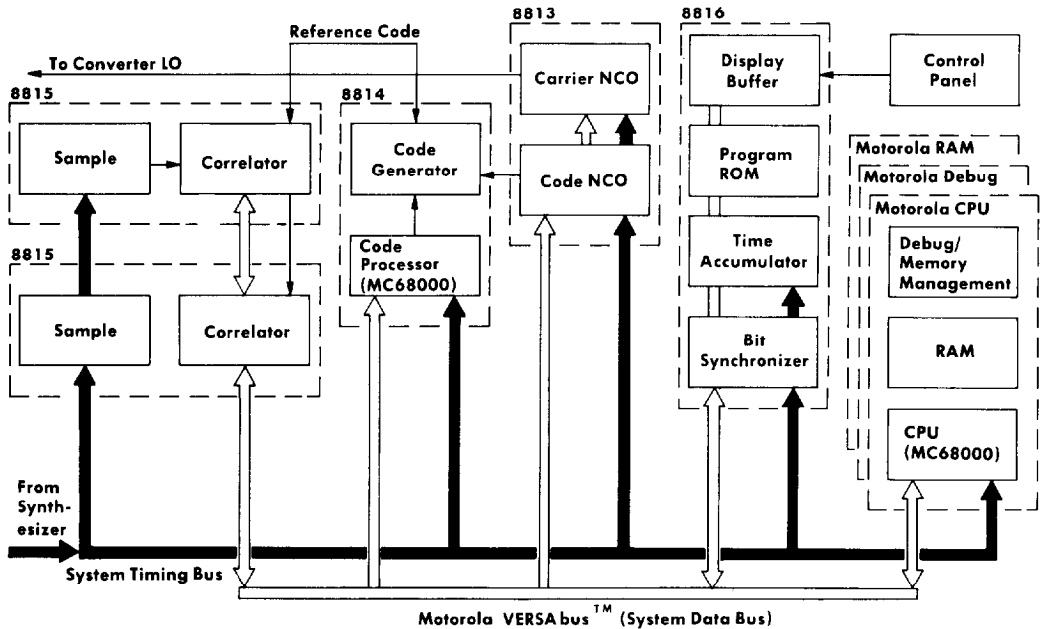 8813
8816
Reference Code
To Converter LO
Carrier NCO
Display
Buffer
Control
Panel
8815
8814
Sample
Correlator
Code
Generator
Code NCO
Program
ROM
Motorola RAM
Motorola Debug
Motorola CPU
8815
Code
Processor
(MC68000)
Time
Accumulator
Debug/
Memory
Management
Sample
Correlator
Bit
Synchronizer
RAM
CPU
(MC68000)
From
Synth-
esizer
System Timing Bus
Motorola VERSAbus™ (System Data Bus)